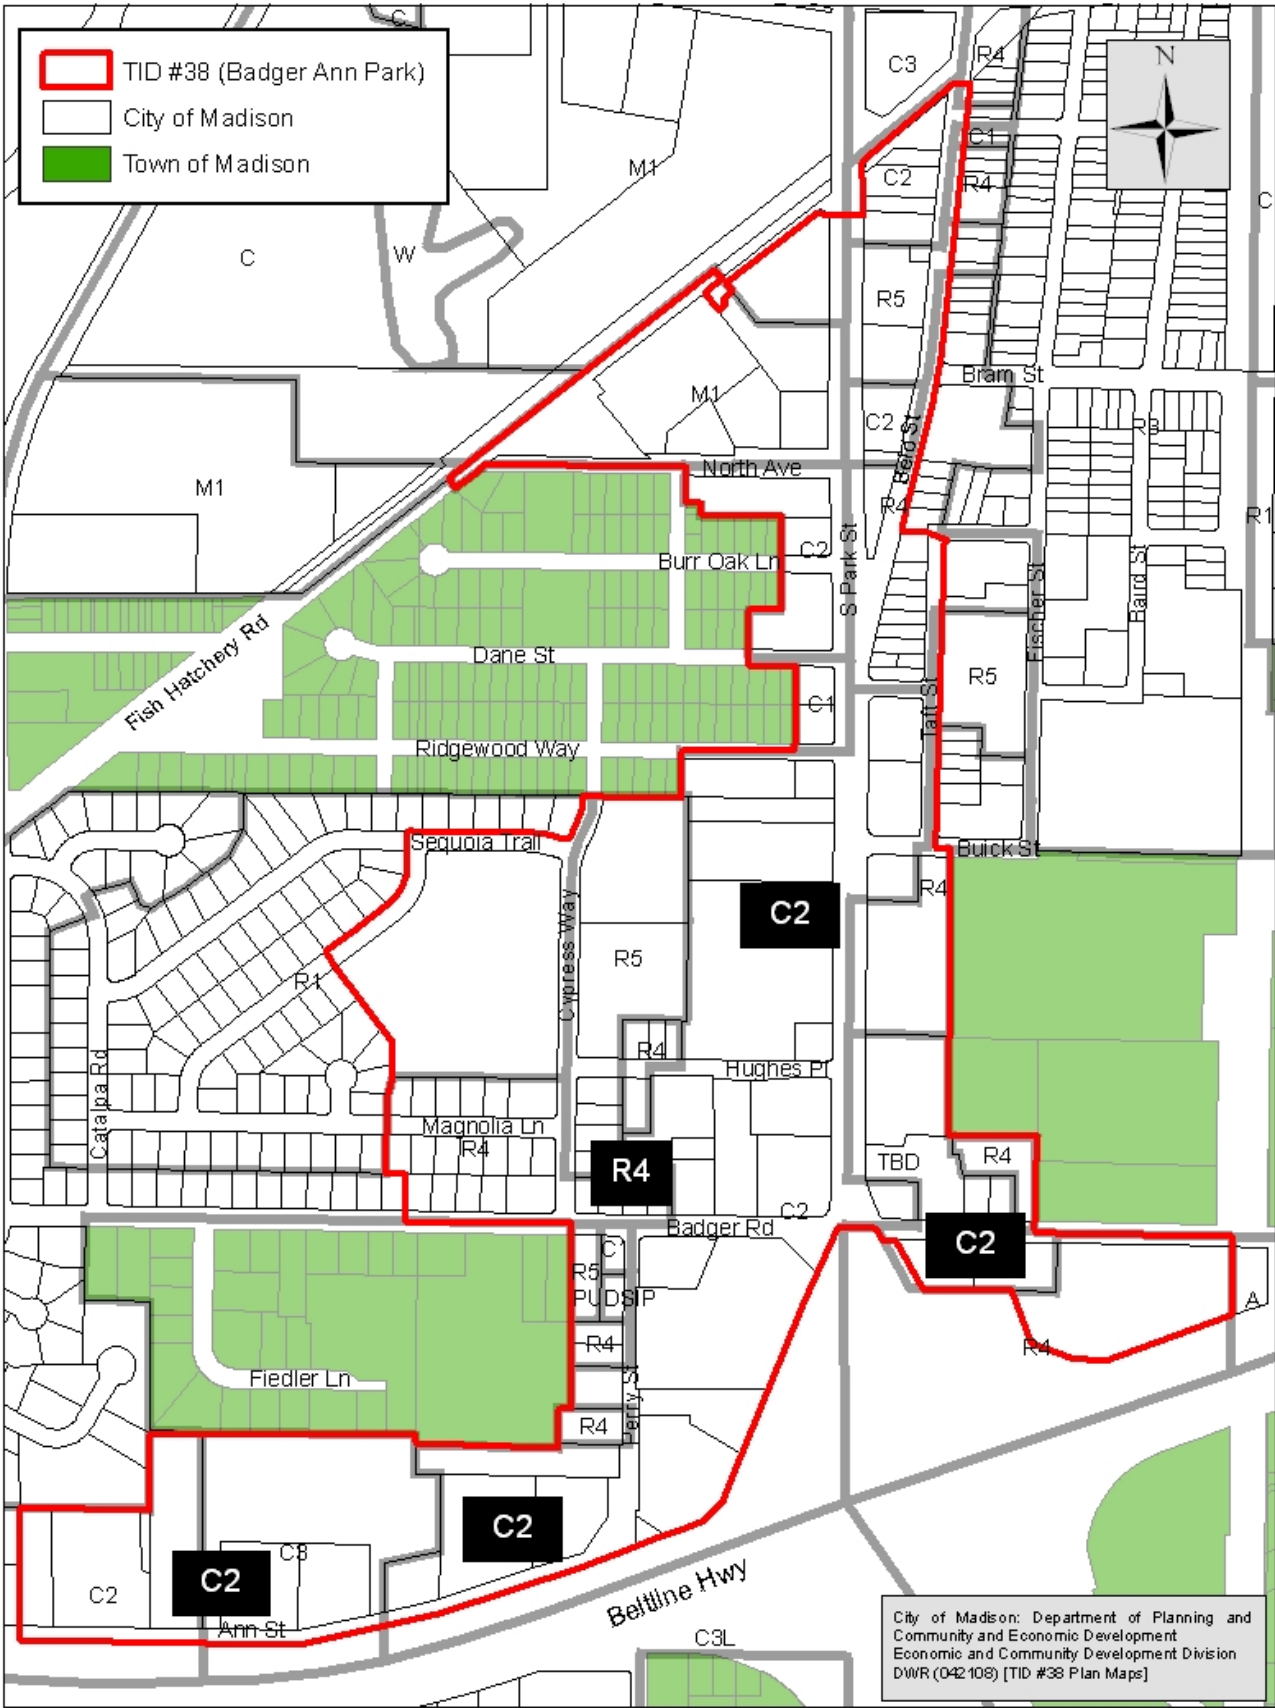 C
TID #38 (Badger Ann Park)
City of Madison
Town of Madison
C3
R4
N
M1
C1
C2
R4
C
W
C
R5
Bram St
M1
C2
R3
Bero St
North Ave
M1
R4
R1
C2
Burr Oak Ln
S Park St
Fischer St
Baird St
Dane St
Fish Hatchery Rd
R5
C1
Taft St
Ridgewood Way
Sequoia Trail
Buick St
R4
C2
Cypress Way
R5
R1
R4
Hughes Pl
Catalpa Rd
Magnolia Ln
R4
R4
TBD
R4
C2
Badger Rd
C2
C
R5
PUDSIP
A
R4
R4
Fiedler Ln
Perry St
R4
C2
C3
C2
C2
Ann St
Beltline Hwy
C3L
City of Madison: Department of Planning and
Community and Economic Development
Economic and Community Development Division
DWR (042108) [TID #38 Plan Maps]